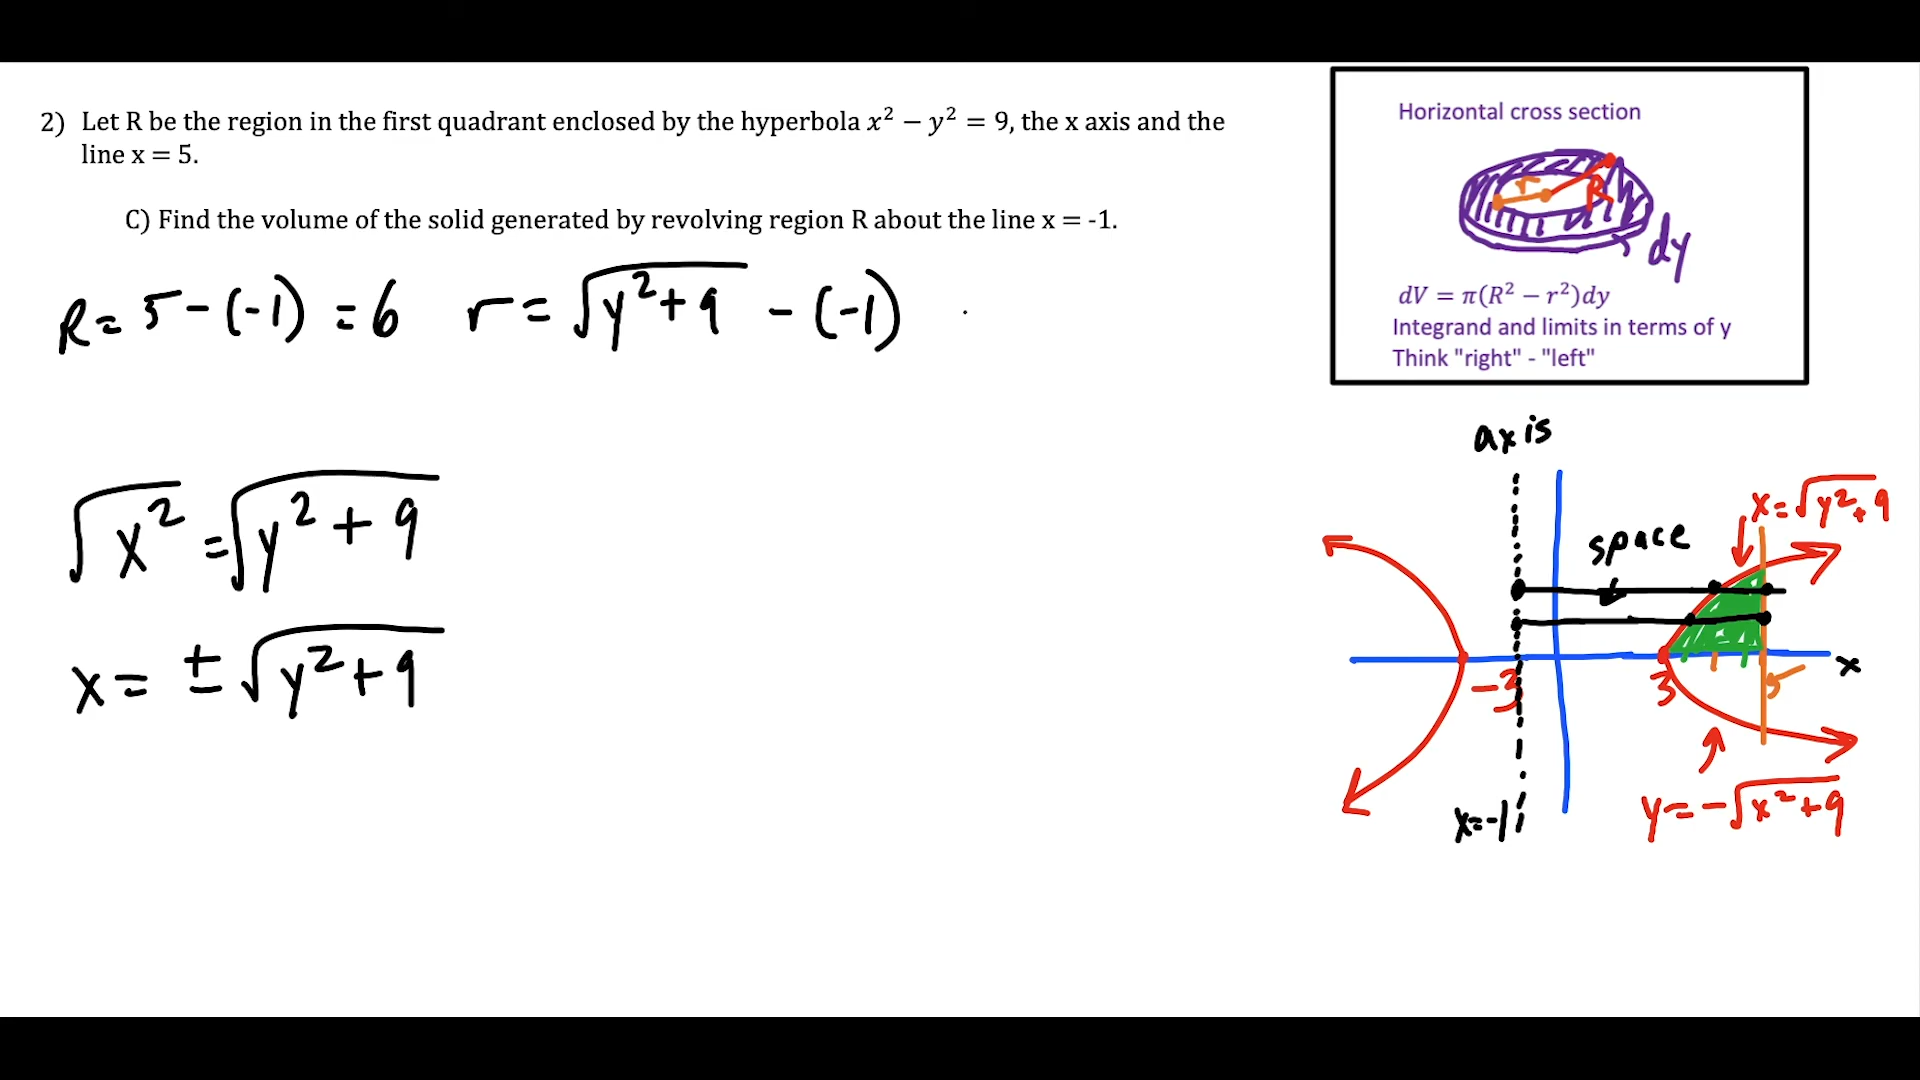 2) Let R be the region in the first quadrant enclosed by the hyperbola x² − y² = 9, the x axis and the
line x = 5.
C) Find the volume of the solid generated by revolving region R about the line x = -1.
R = 5 - (-1) = 6   r = √(y²+9) - (-1)
√(x²) = √(y²+9)
x = ± √(y²+9)
Horizontal cross section
r R
dy
dV = π(R² − r²)dy
Integrand and limits in terms of y
Think "right" - "left"
axis
x = √(y²+9)
space
-3 3 5 x
x=-1
y = -√(x²+9)